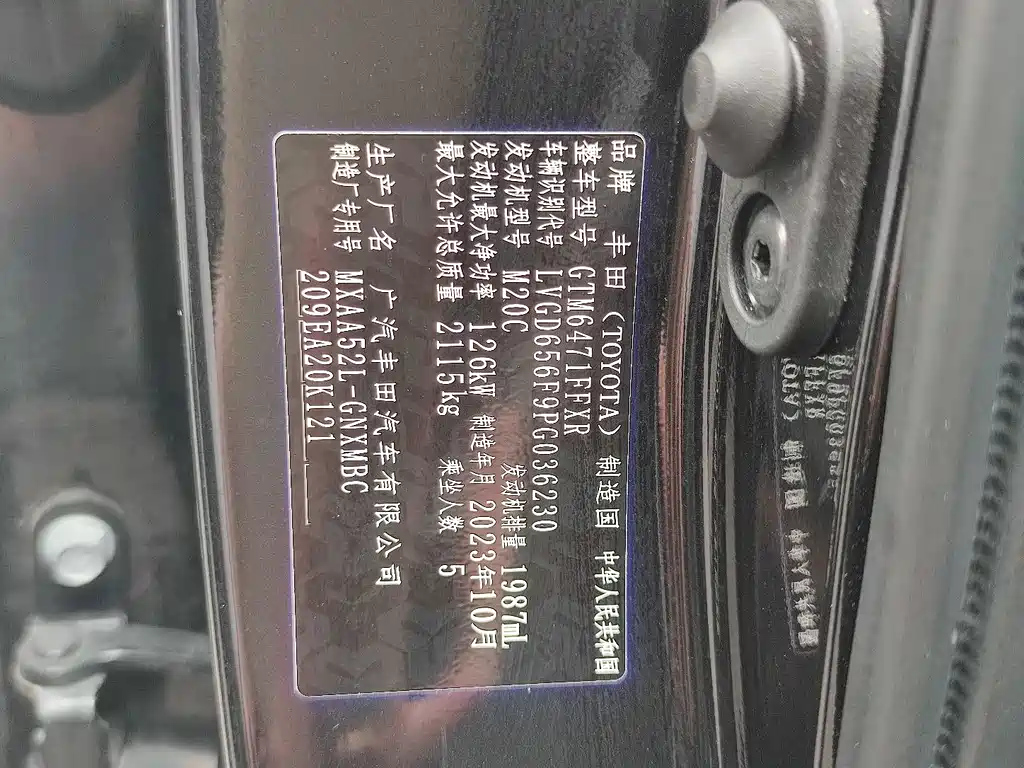 品牌 丰田（TOYOTA） 制造国 中华人民共和国
整车型号 GTM6471FFXR
车辆识别代号 LVGD656F9PG036230
发动机型号 M20C 发动机排量 1987mL
发动机最大净功率 126kW 制造年月 2023年10月
最大允许总质量 2115kg 乘坐人数 5
生产厂名 广汽丰田汽车有限公司
制造厂专用号 MXAA52L-GNXMBC
209EA20K121